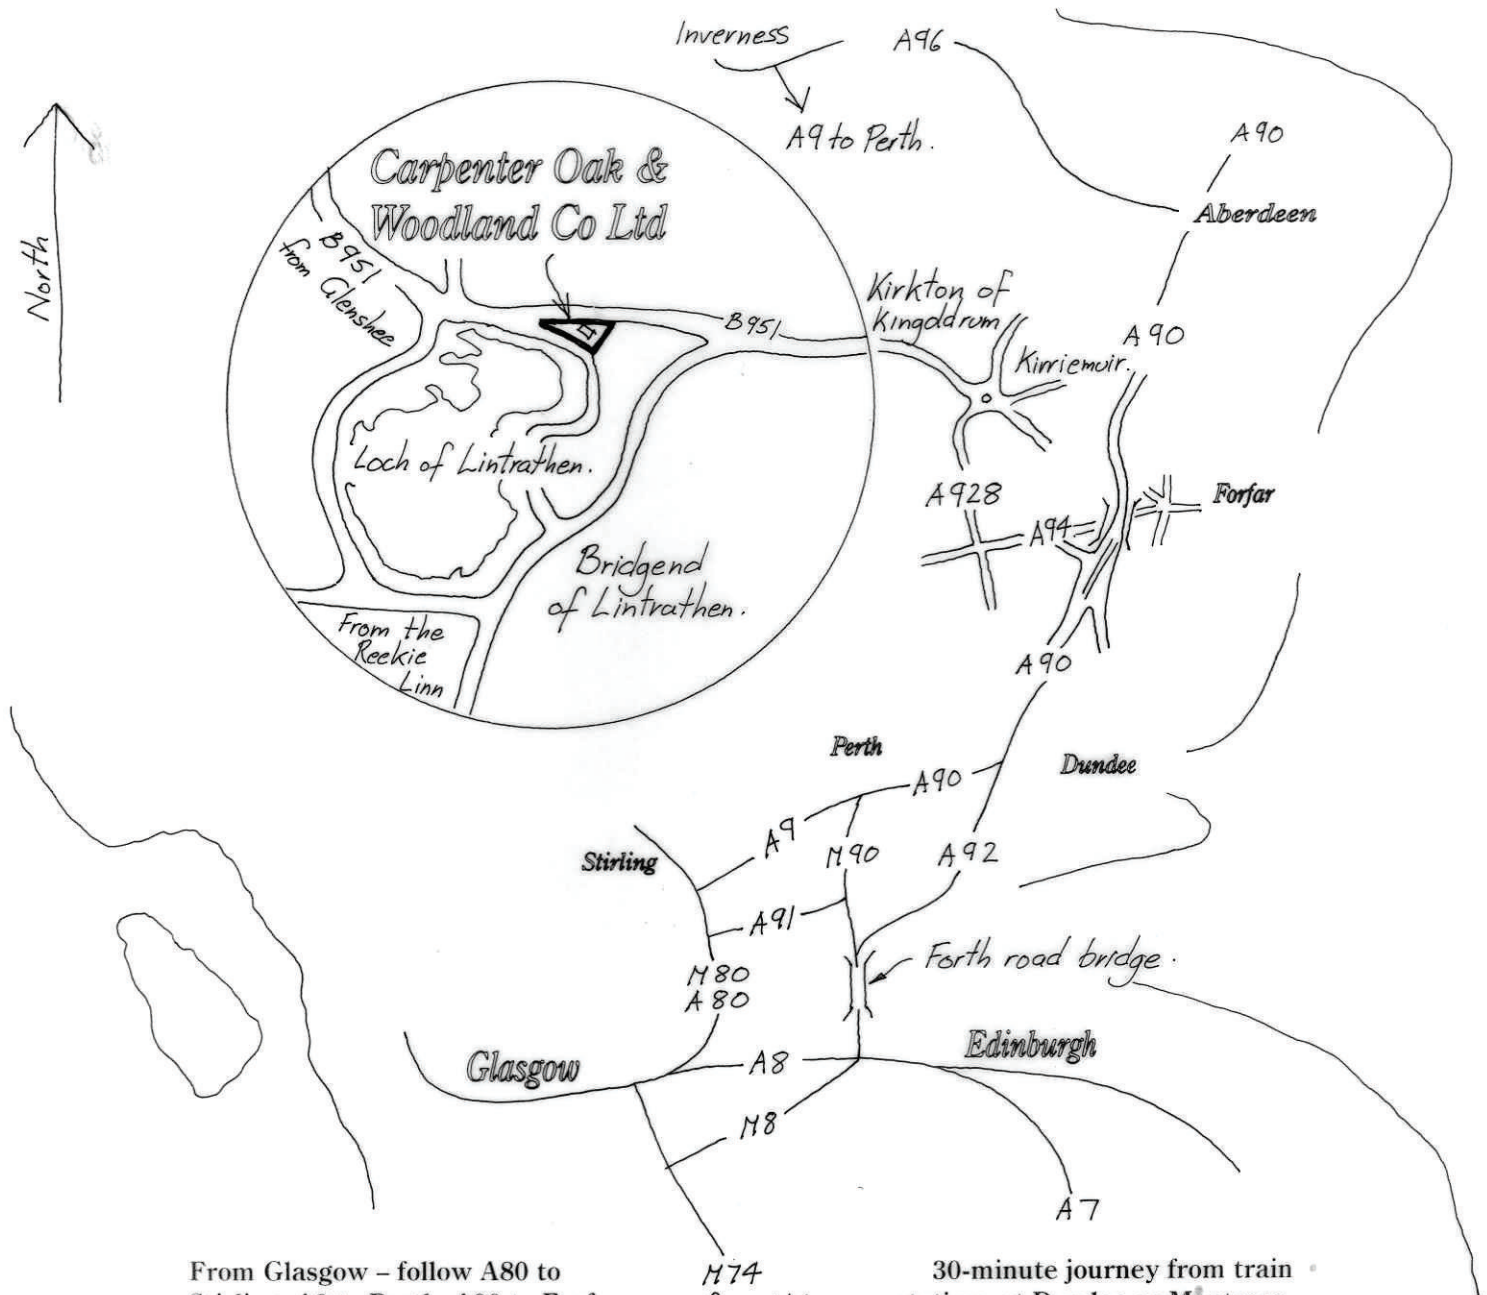 Inverness
A96
A9 to Perth.
A90
Aberdeen
North
Carpenter Oak &
Woodland Co Ltd
B951
from Glenshee
B951
Kirkton of
Kingoldrum
Kirriemuir.
A90
Loch of Lintrathen.
A928
A94
Forfar
Bridgend
of Lintrathen.
From the
Reekie
Linn
A90
Perth
A90
Dundee
Stirling
A9
M90
A92
A91
M80
A80
Forth road bridge.
Glasgow
A8
Edinburgh
M8
A7
M74
From Glasgow – follow A80 to
30-minute journey from train